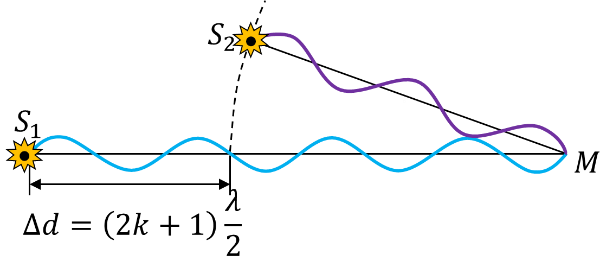 S₂
S₁
M
Δd = (2k + 1) λ/2